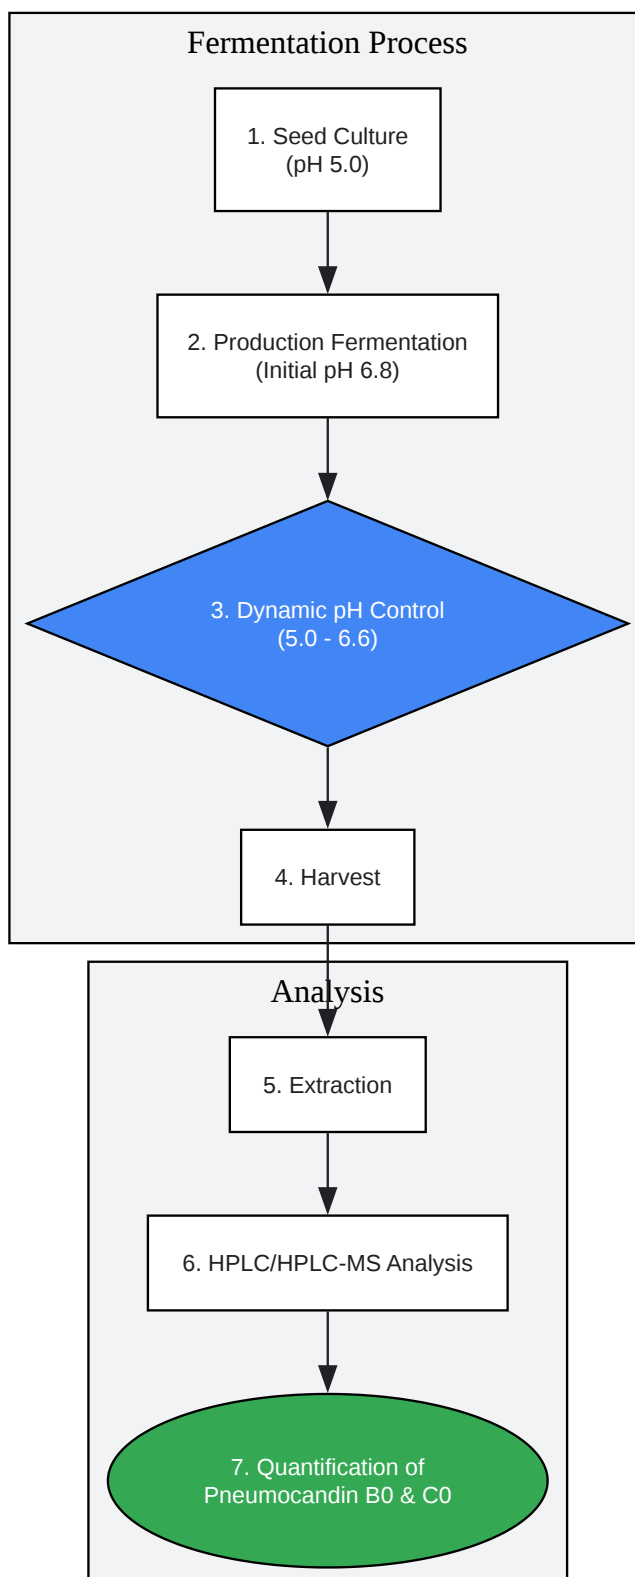 Fermentation Process
1. Seed Culture
(pH 5.0)
2. Production Fermentation
(Initial pH 6.8)
3. Dynamic pH Control
(5.0 - 6.6)
4. Harvest
Analysis
5. Extraction
6. HPLC/HPLC-MS Analysis
7. Quantification of
Pneumocandin B0 & C0